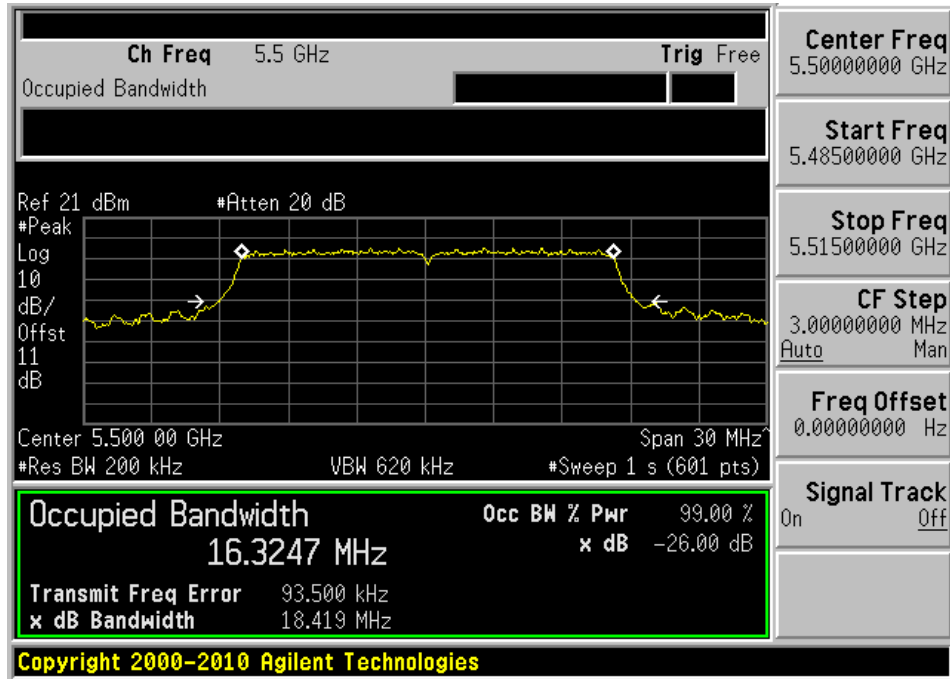 Ch Freq 5.5 GHz Trig Free
Occupied Bandwidth
Ref 21 dBm #Atten 20 dB
#Peak
Log
10
dB/
Offst
11
dB
Center 5.500 00 GHz Span 30 MHz^
#Res BW 200 kHz VBW 620 kHz #Sweep 1 s (601 pts)
Occupied Bandwidth
16.3247 MHz
Occ BW % Pwr 99.00 %
x dB -26.00 dB
Transmit Freq Error 93.500 kHz
x dB Bandwidth 18.419 MHz
Copyright 2000-2010 Agilent Technologies
Center Freq
5.50000000 GHz
Start Freq
5.48500000 GHz
Stop Freq
5.51500000 GHz
CF Step
3.00000000 MHz
Auto Man
Freq Offset
0.00000000 Hz
Signal Track
On Off